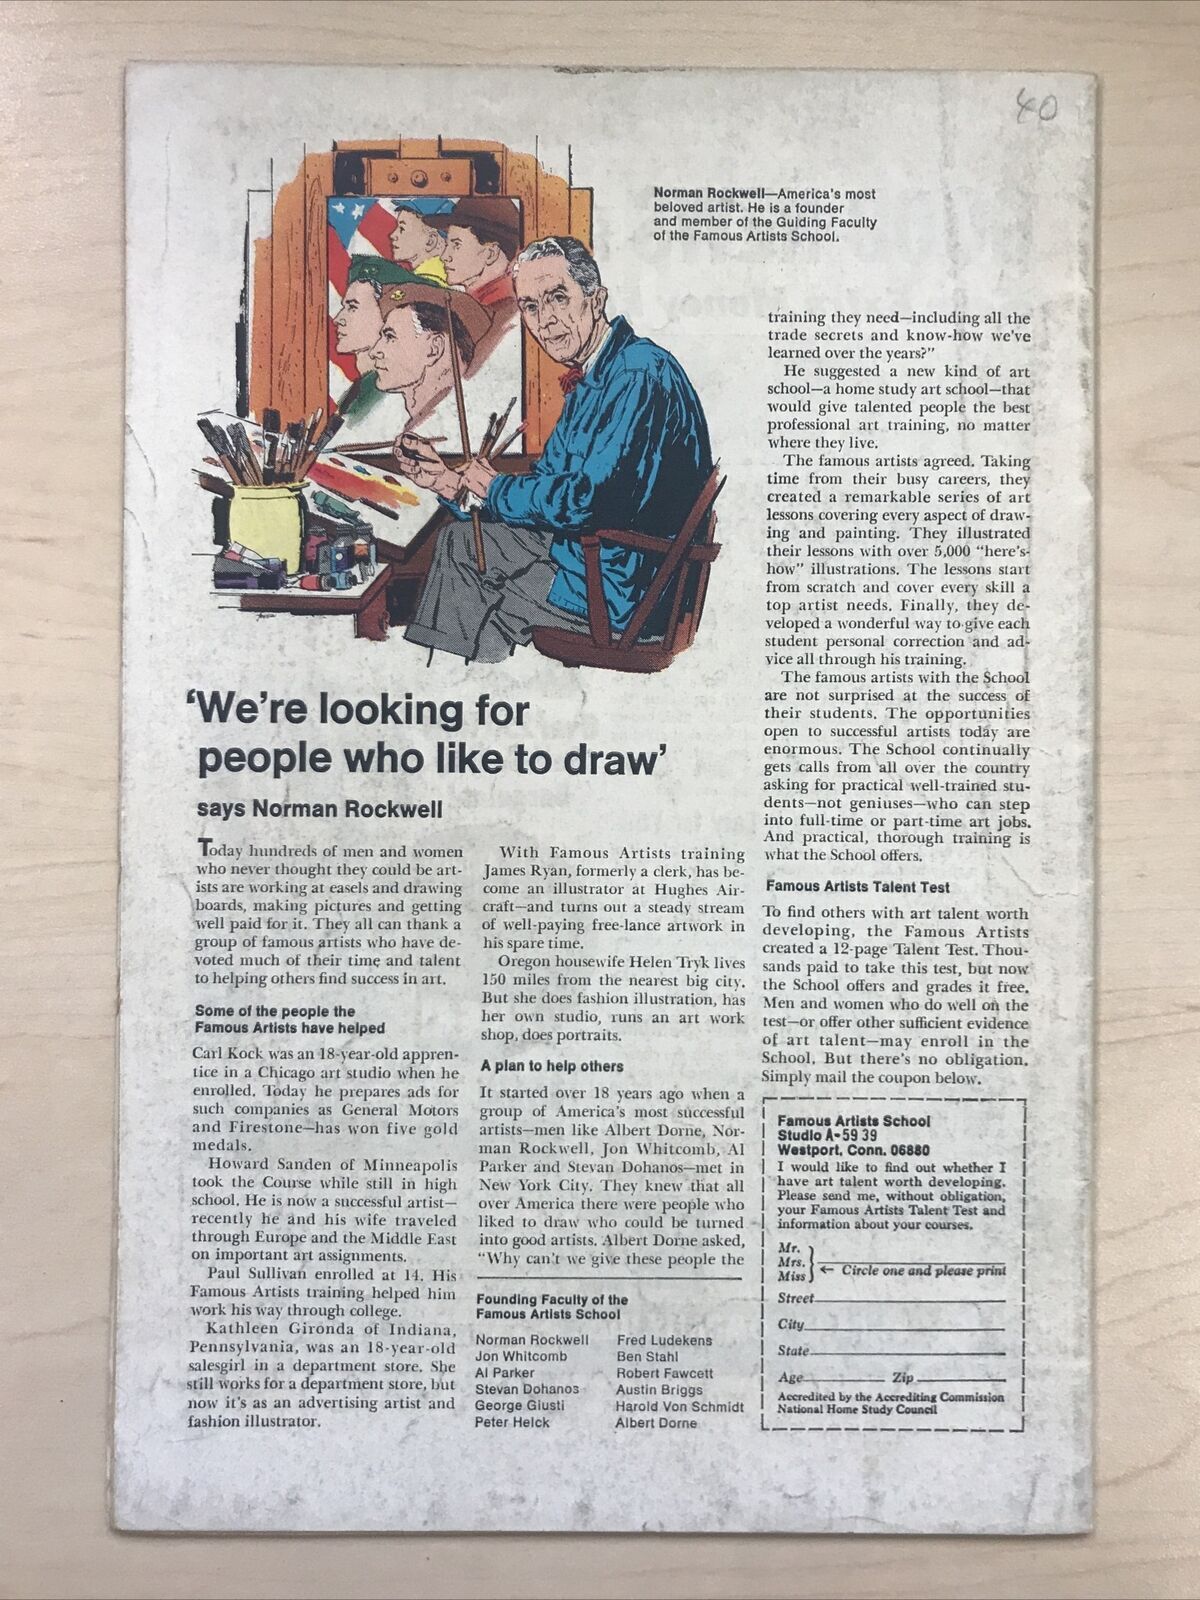 40
Norman Rockwell—America's most
beloved artist. He is a founder
and member of the Guiding Faculty
of the Famous Artists School.
'We're looking for
people who like to draw'
says Norman Rockwell
Today hundreds of men and women
who never thought they could be art-
ists are working at easels and drawing
boards, making pictures and getting
well paid for it. They all can thank a
group of famous artists who have de-
voted much of their time and talent
to helping others find success in art.
Some of the people the
Famous Artists have helped
Carl Kock was an 18-year-old appren-
tice in a Chicago art studio when he
enrolled. Today he prepares ads for
such companies as General Motors
and Firestone—has won five gold
medals.
Howard Sanden of Minneapolis
took the Course while still in high
school. He is now a successful artist—
recently he and his wife traveled
through Europe and the Middle East
on important art assignments.
Paul Sullivan enrolled at 14. His
Famous Artists training helped him
work his way through college.
Kathleen Gironda of Indiana,
Pennsylvania, was an 18-year-old
salesgirl in a department store. She
still works for a department store, but
now it's as an advertising artist and
fashion illustrator.
With Famous Artists training
James Ryan, formerly a clerk, has be-
come an illustrator at Hughes Air-
craft—and turns out a steady stream
of well-paying free-lance artwork in
his spare time.
Oregon housewife Helen Tryk lives
150 miles from the nearest big city.
But she does fashion illustration, has
her own studio, runs an art work
shop, does portraits.
A plan to help others
It started over 18 years ago when a
group of America's most successful
artists—men like Albert Dorne, Nor-
man Rockwell, Jon Whitcomb, Al
Parker and Stevan Dohanos—met in
New York City. They knew that all
over America there were people who
liked to draw who could be turned
into good artists. Albert Dorne asked,
"Why can't we give these people the
training they need—including all the
trade secrets and know-how we've
learned over the years?"
He suggested a new kind of art
school—a home study art school—that
would give talented people the best
professional art training, no matter
where they live.
The famous artists agreed. Taking
time from their busy careers, they
created a remarkable series of art
lessons covering every aspect of draw-
ing and painting. They illustrated
their lessons with over 5,000 "here's-
how" illustrations. The lessons start
from scratch and cover every skill a
top artist needs. Finally, they de-
veloped a wonderful way to give each
student personal correction and ad-
vice all through his training.
The famous artists with the School
are not surprised at the success of
their students. The opportunities
open to successful artists today are
enormous. The School continually
gets calls from all over the country
asking for practical well-trained stu-
dents—not geniuses—who can step
into full-time or part-time art jobs.
And practical, thorough training is
what the School offers.
Famous Artists Talent Test
To find others with art talent worth
developing, the Famous Artists
created a 12-page Talent Test. Thou-
sands paid to take this test, but now
the School offers and grades it free.
Men and women who do well on the
test—or offer other sufficient evidence
of art talent—may enroll in the
School. But there's no obligation.
Simply mail the coupon below.
Founding Faculty of the
Famous Artists School
Norman Rockwell
Jon Whitcomb
Al Parker
Stevan Dohanos
George Giusti
Peter Helck
Fred Ludekens
Ben Stahl
Robert Fawcett
Austin Briggs
Harold Von Schmidt
Albert Dorne
Famous Artists School
Studio A-5939
Westport, Conn. 06880
I would like to find out whether I
have art talent worth developing.
Please send me, without obligation,
your Famous Artists Talent Test and
information about your courses.
Mr.
Mrs.
Miss
← Circle one and please print
Street
City
State
Age Zip
Accredited by the Accrediting Commission
National Home Study Council